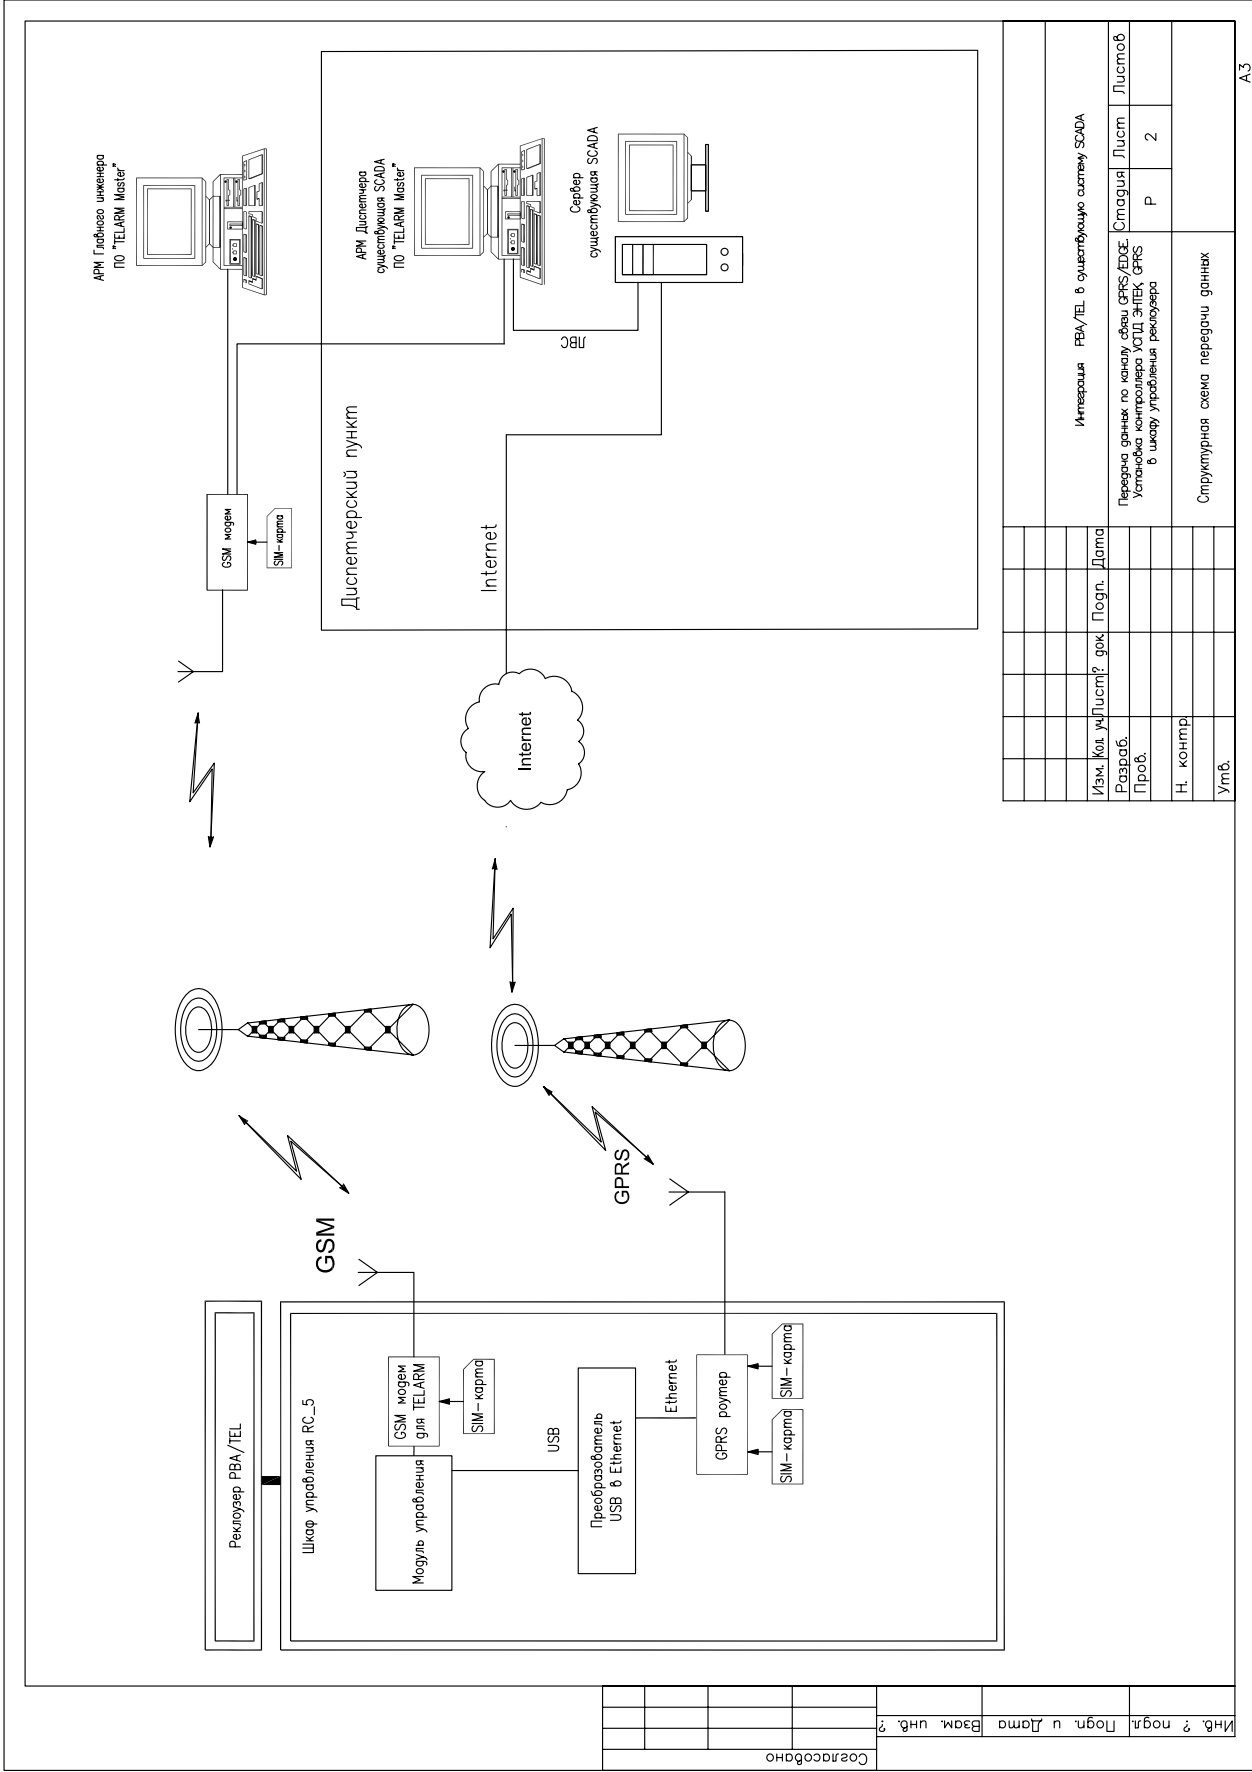 АРМ Главного инженера
ПО "TELARM Master"
АРМ Диспетчера
существующая SCADA
ПО "TELARM Master"
Сервер
существующая SCADA
ЛВС
Диспетчерский пункт
Internet
GSM модем
SIM-карта
Internet
GSM
GPRS
Реклоузер РВА/TEL
Шкаф управления RC_5
GSM модем
для TELARM
SIM-карта
Модуль управления
USB
Преобразователь
USB в Ethernet
Ethernet
GPRS роутер
SIM-карта
SIM-карта
Интеграция РВА/TEL в существующую систему SCADA
Передача данных по каналу связи GPRS/EDGE.
Установка контроллера УСПД ЭНТЕК GPRS
в шкафу управления реклоузера
Стадия Лист Листов
Р 2
Структурная схема передачи данных
Изм. Кол. уч. Лист ? док. Подп. Дата
Разраб.
Пров.
Н. контр.
Утв.
Согласовано
Взам. инв. ?
Подп. и Дата
Инв. ? подл.
А3